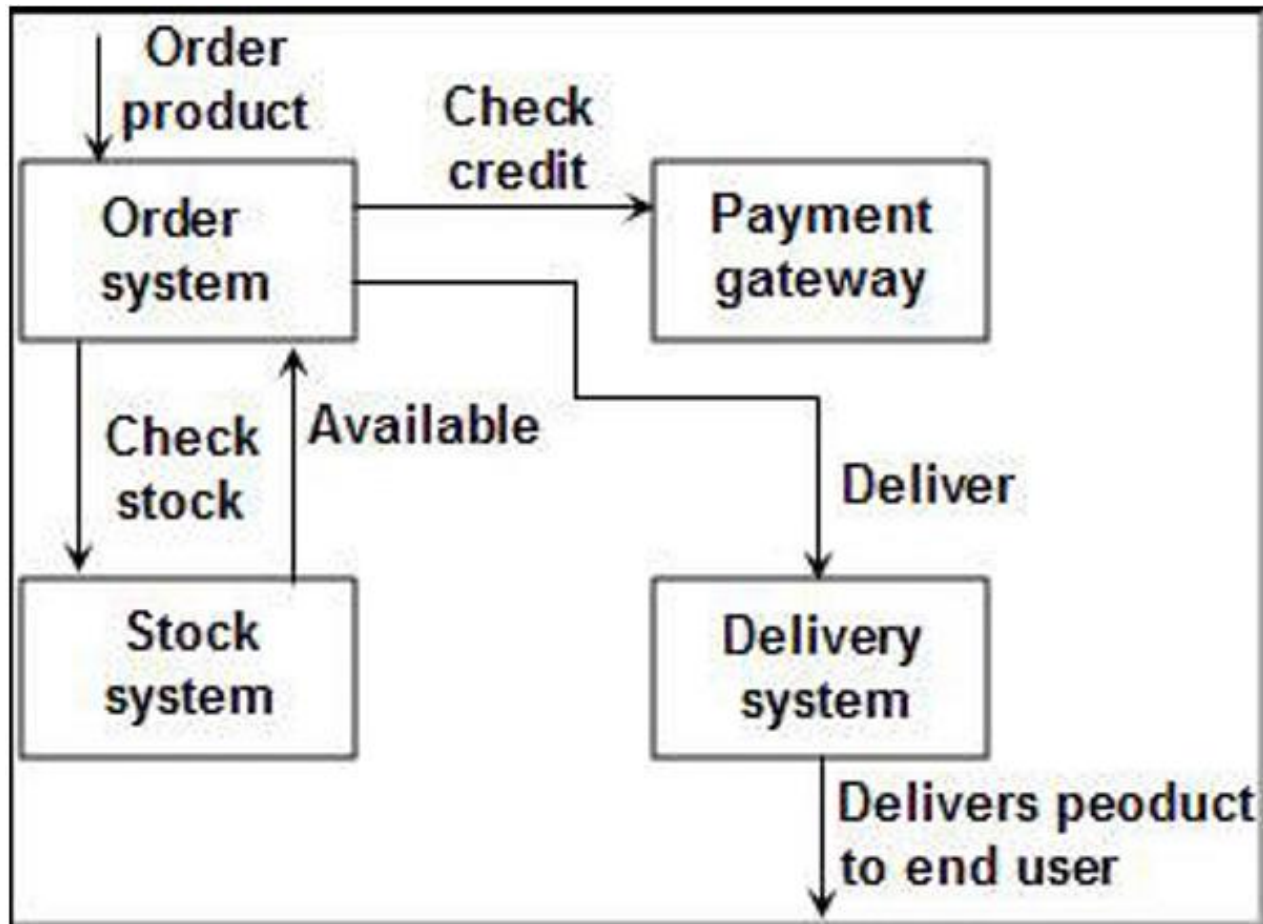 Order
product
Check
credit
Order
system
Payment
gateway
Check
stock
Available
Deliver
Stock
system
Delivery
system
Delivers peoduct
to end user